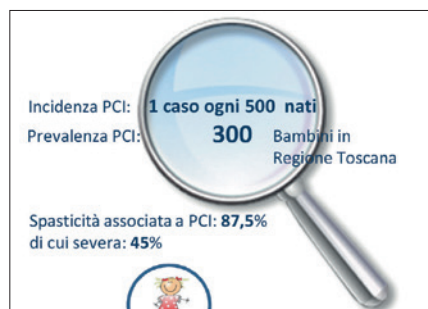 Incidenza PCI: 1 caso ogni 500 nati
Prevalenza PCI: 300 Bambini in
Regione Toscana
Spasticità associata a PCI: 87,5%
di cui severa: 45%